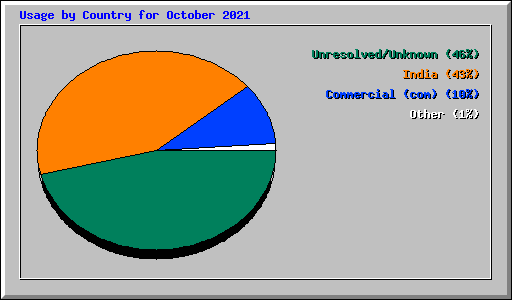 Usage by Country for October 2021
Unresolved/Unknown (46%)
India (43%)
Commercial (com) (10%)
Other (1%)